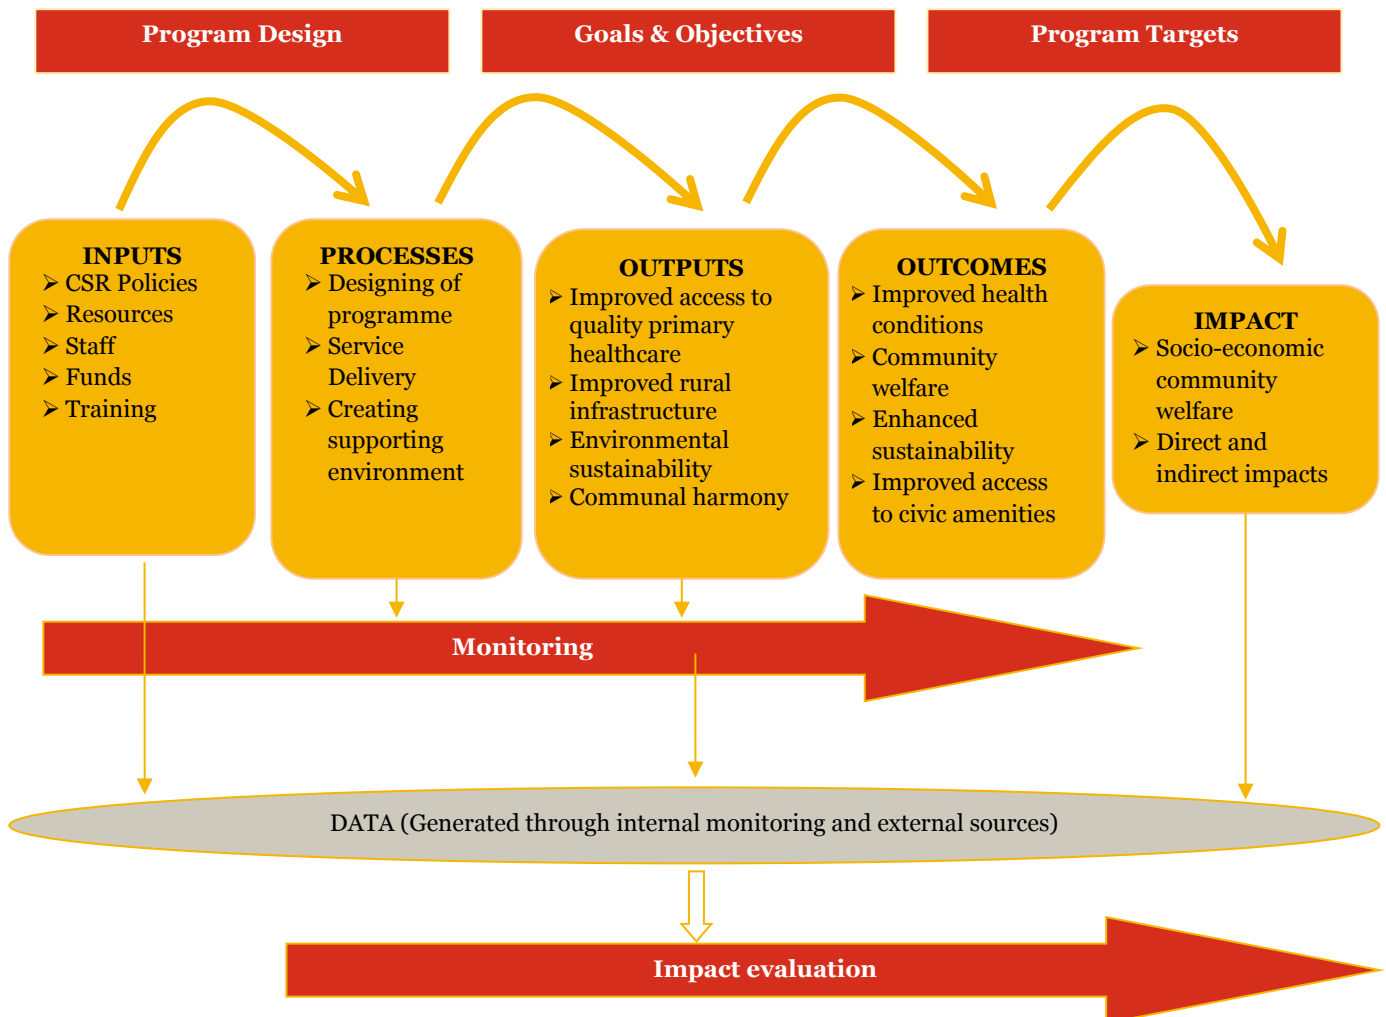 Program Design
Goals & Objectives
Program Targets
INPUTS
➢ CSR Policies
➢ Resources
➢ Staff
➢ Funds
➢ Training
PROCESSES
➢ Designing of
programme
➢ Service
Delivery
➢ Creating
supporting
environment
OUTPUTS
➢ Improved access to
quality primary
healthcare
➢ Improved rural
infrastructure
➢ Environmental
sustainability
➢ Communal harmony
OUTCOMES
➢ Improved health
conditions
➢ Community
welfare
➢ Enhanced
sustainability
➢ Improved access
to civic amenities
IMPACT
➢ Socio-economic
community
welfare
➢ Direct and
indirect impacts
Monitoring
DATA (Generated through internal monitoring and external sources)
Impact evaluation